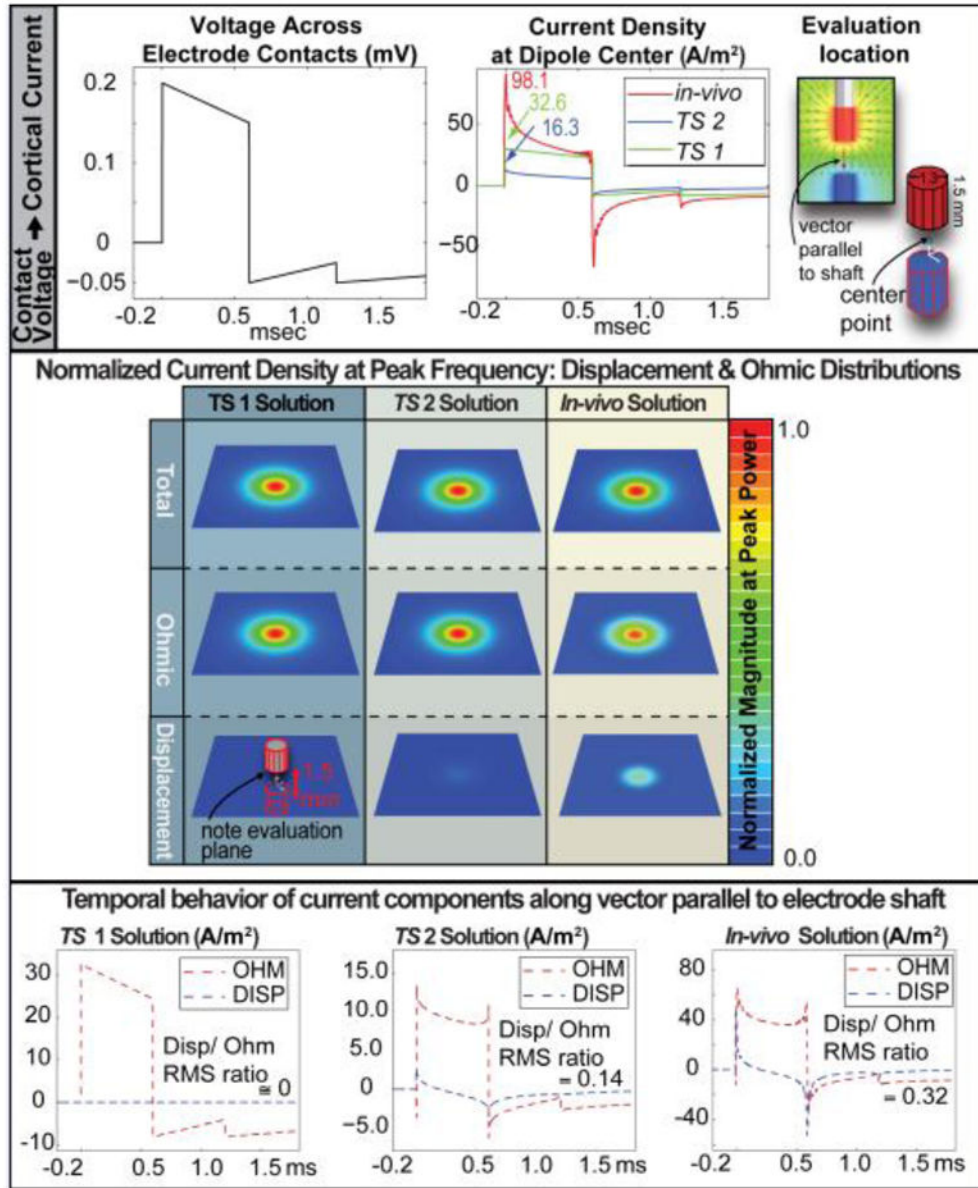 Contact Voltage → Cortical Current
Voltage Across
Electrode Contacts (mV)
0.2
0.1
0
−0.05
-0.2
0.5
1.5
msec
Current Density
at Dipole Center (A/m²)
98.1
32.6
16.3
in-vivo
TS 2
TS 1
50
0
−50
-0.2
0.5
1.5
msec
Evaluation
location
1.3
1.5 mm
vector
parallel
to shaft
center
point
Normalized Current Density at Peak Frequency: Displacement & Ohmic Distributions
TS 1 Solution
TS 2 Solution
In-vivo Solution
Total
Ohmic
Displacement
1.5
mm
note evaluation
plane
Normalized Magnitude at Peak Power
1.0
0.0
Temporal behavior of current components along vector parallel to electrode shaft
TS 1 Solution (A/m²)
OHM
DISP
Disp/ Ohm
RMS ratio
≅ 0
30
20
10
0
-10
-0.2
0.5
1.0
1.5 ms
TS 2 Solution (A/m²)
OHM
DISP
Disp/ Ohm
RMS ratio
= 0.14
15.0
10.0
5.0
0
-5.0
-0.2
0.5
1.0
1.5 ms
In-vivo Solution (A/m²)
OHM
DISP
Disp/ Ohm
RMS ratio
= 0.32
80
40
0
-40
-0.2
0.5
1.0
1.5 ms